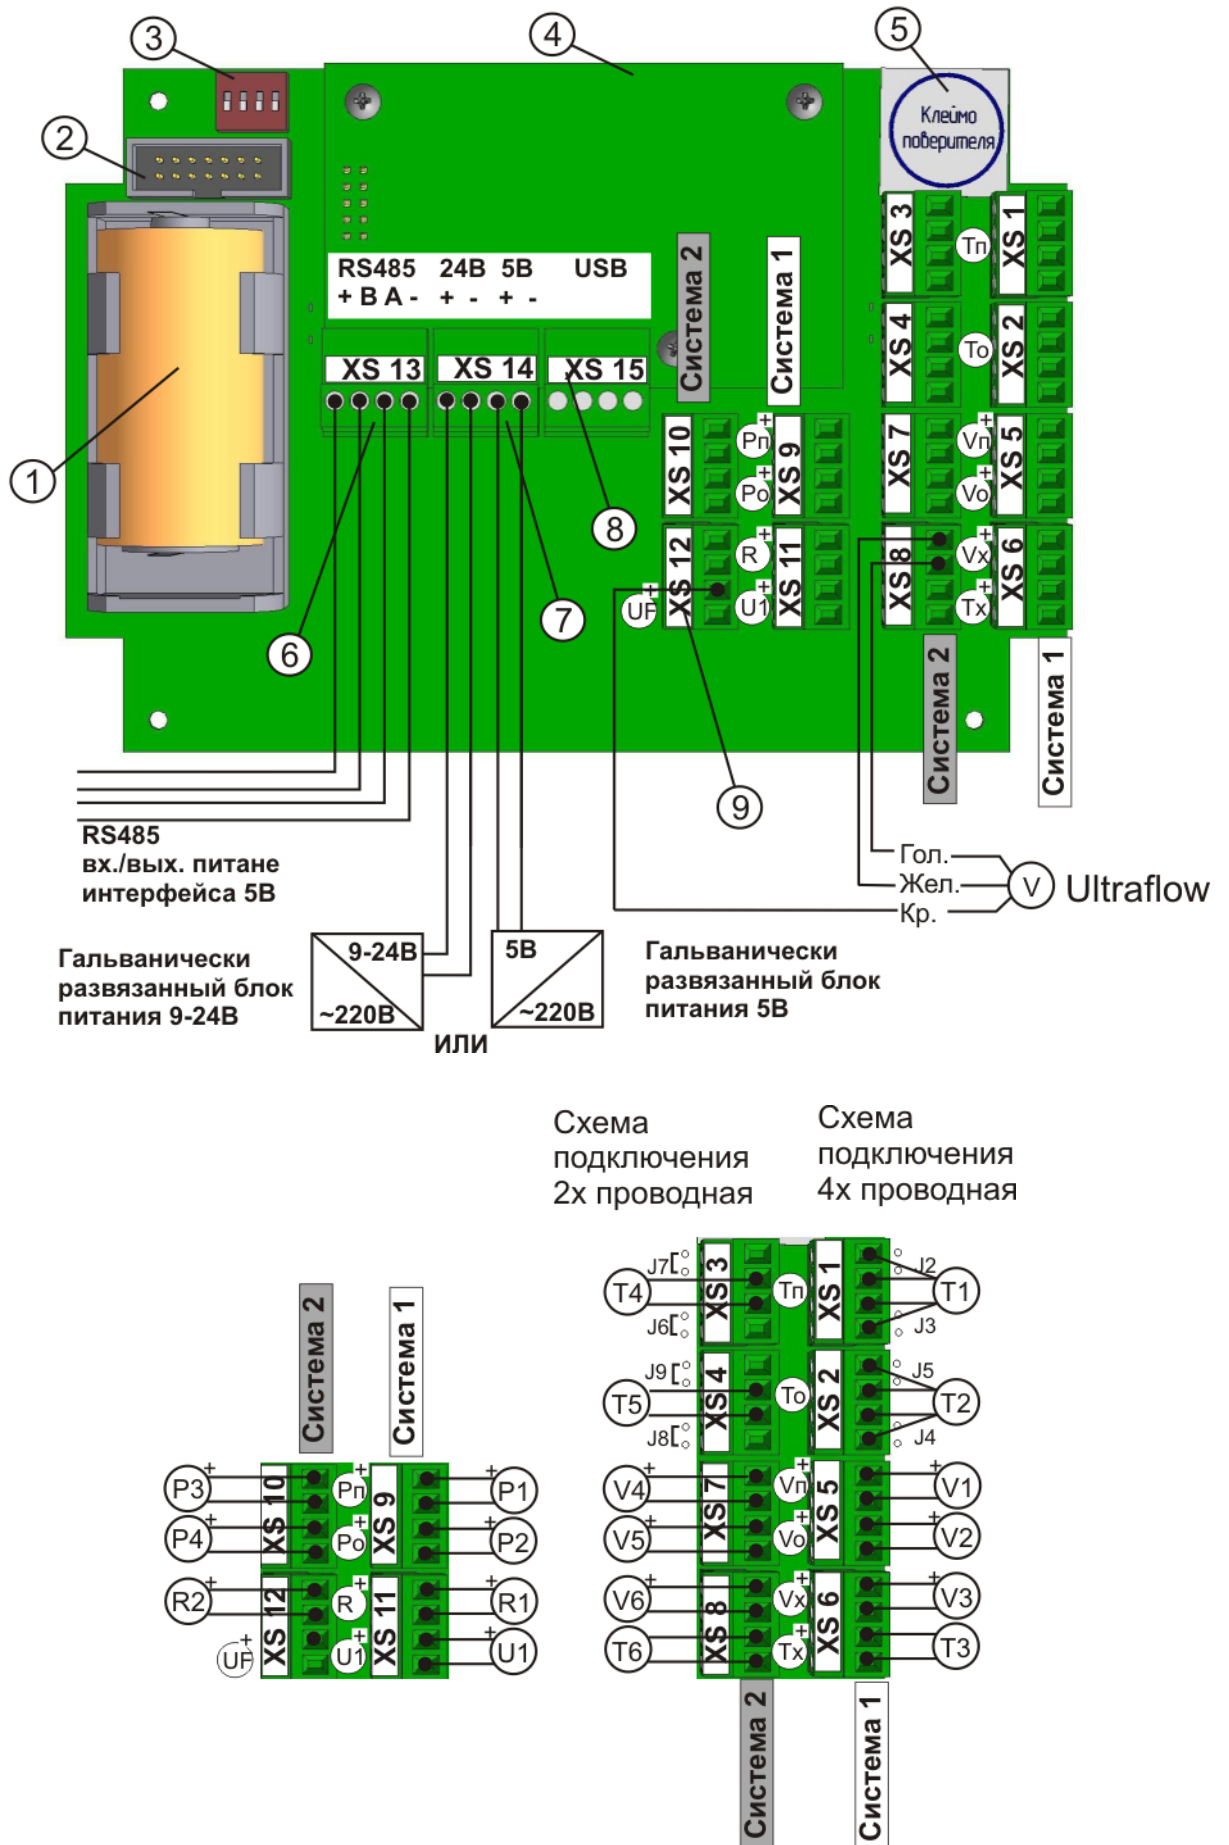 3
4
5
2
Клеймо
поверителя
XS 3
Тп
XS 1
RS485 24В 5В USB
+ В А - + - + -
Система 2
Система 1
XS 4
То
XS 2
XS 13
XS 14
XS 15
1
XS 10
+
Рп
+
Ро
XS 9
XS 7
+
Vп
+
Vо
XS 5
8
XS 12
+
R
+
U1
XS 11
+
UF
XS 8
+
Vх
+
Тх
XS 6
6
7
Система 2
Система 1
9
RS485
вх./вых. питане
интерфейса 5В
Гол.
Жел.
Кр.
V
Ultraflow
Гальванически
развязанный блок
питания 9-24В
9-24В
~220В
ИЛИ
5В
~220В
Гальванически
развязанный блок
питания 5В
Схема
подключения
2х проводная
Схема
подключения
4х проводная
J7
T4
J6
XS 3
Тп
XS 1
J2
T1
J3
J9
T5
J8
XS 4
То
XS 2
J5
T2
J4
Система 2
Система 1
+
P3
+
P4
XS 10
+
Рп
+
Ро
XS 9
+
P1
+
P2
+
V4
+
V5
XS 7
+
Vп
+
Vо
XS 5
+
V1
+
V2
+
R2
+
UF
XS 12
+
R
+
U1
XS 11
+
R1
+
U1
+
V6
T6
XS 8
+
Vх
+
Тх
XS 6
+
V3
T3
Система 2
Система 1